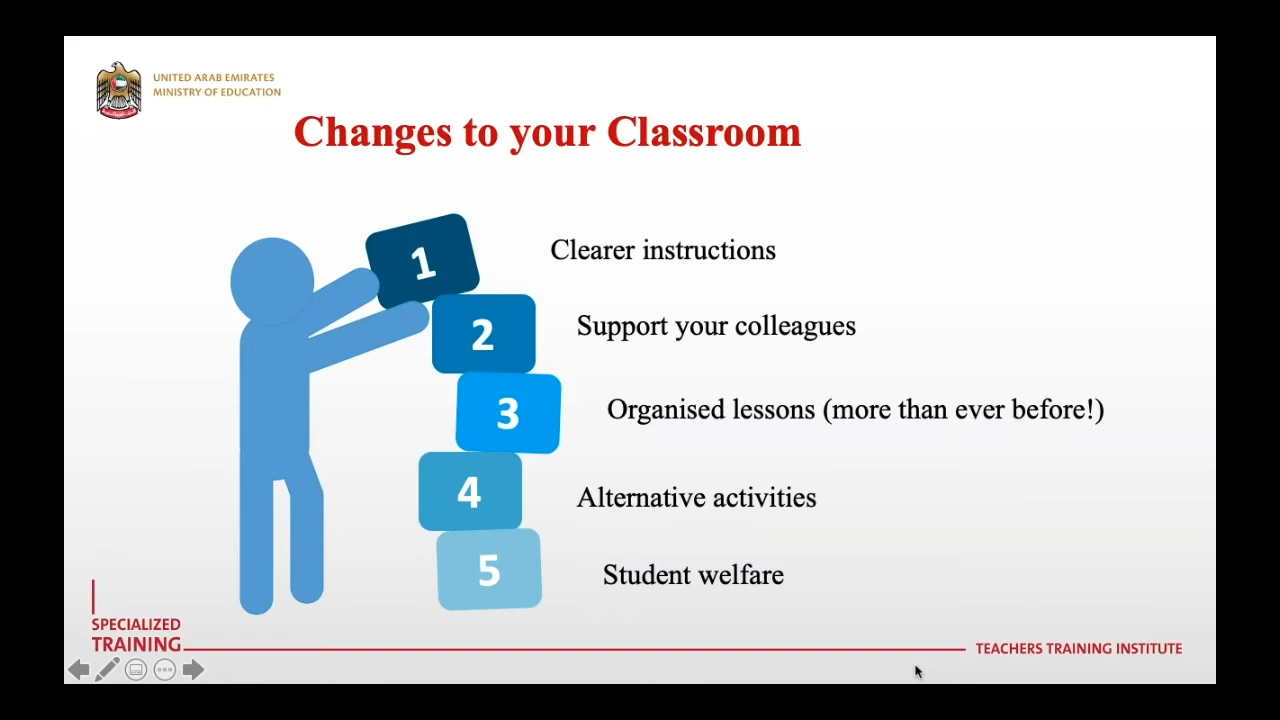 UNITED ARAB EMIRATES
MINISTRY OF EDUCATION
Changes to your Classroom
1
Clearer instructions
2
Support your colleagues
3
Organised lessons (more than ever before!)
4
Alternative activities
5
Student welfare
SPECIALIZED
TRAINING
TEACHERS TRAINING INSTITUTE